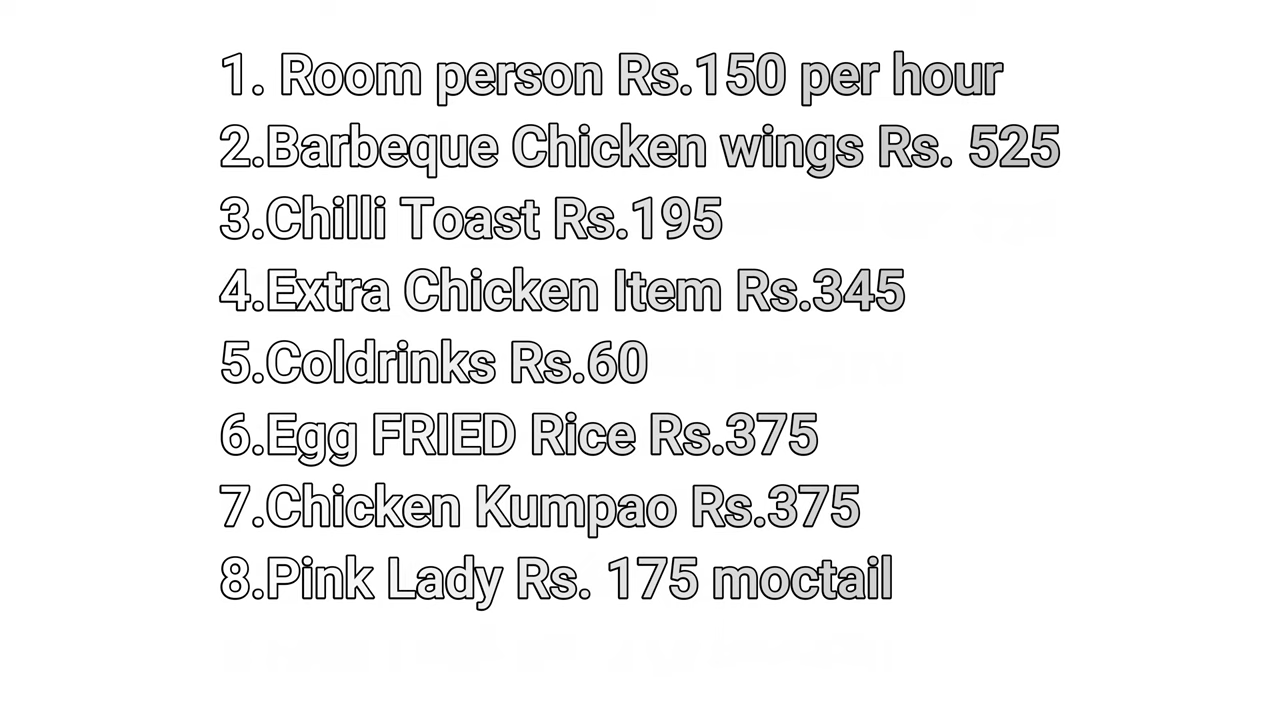 1. Room person Rs.150 per hour
2.Barbeque Chicken wings Rs. 525
3.Chilli Toast Rs.195
4.Extra Chicken Item Rs.345
5.Coldrinks Rs.60
6.Egg FRIED Rice Rs.375
7.Chicken Kumpao Rs.375
8.Pink Lady Rs. 175 moctail